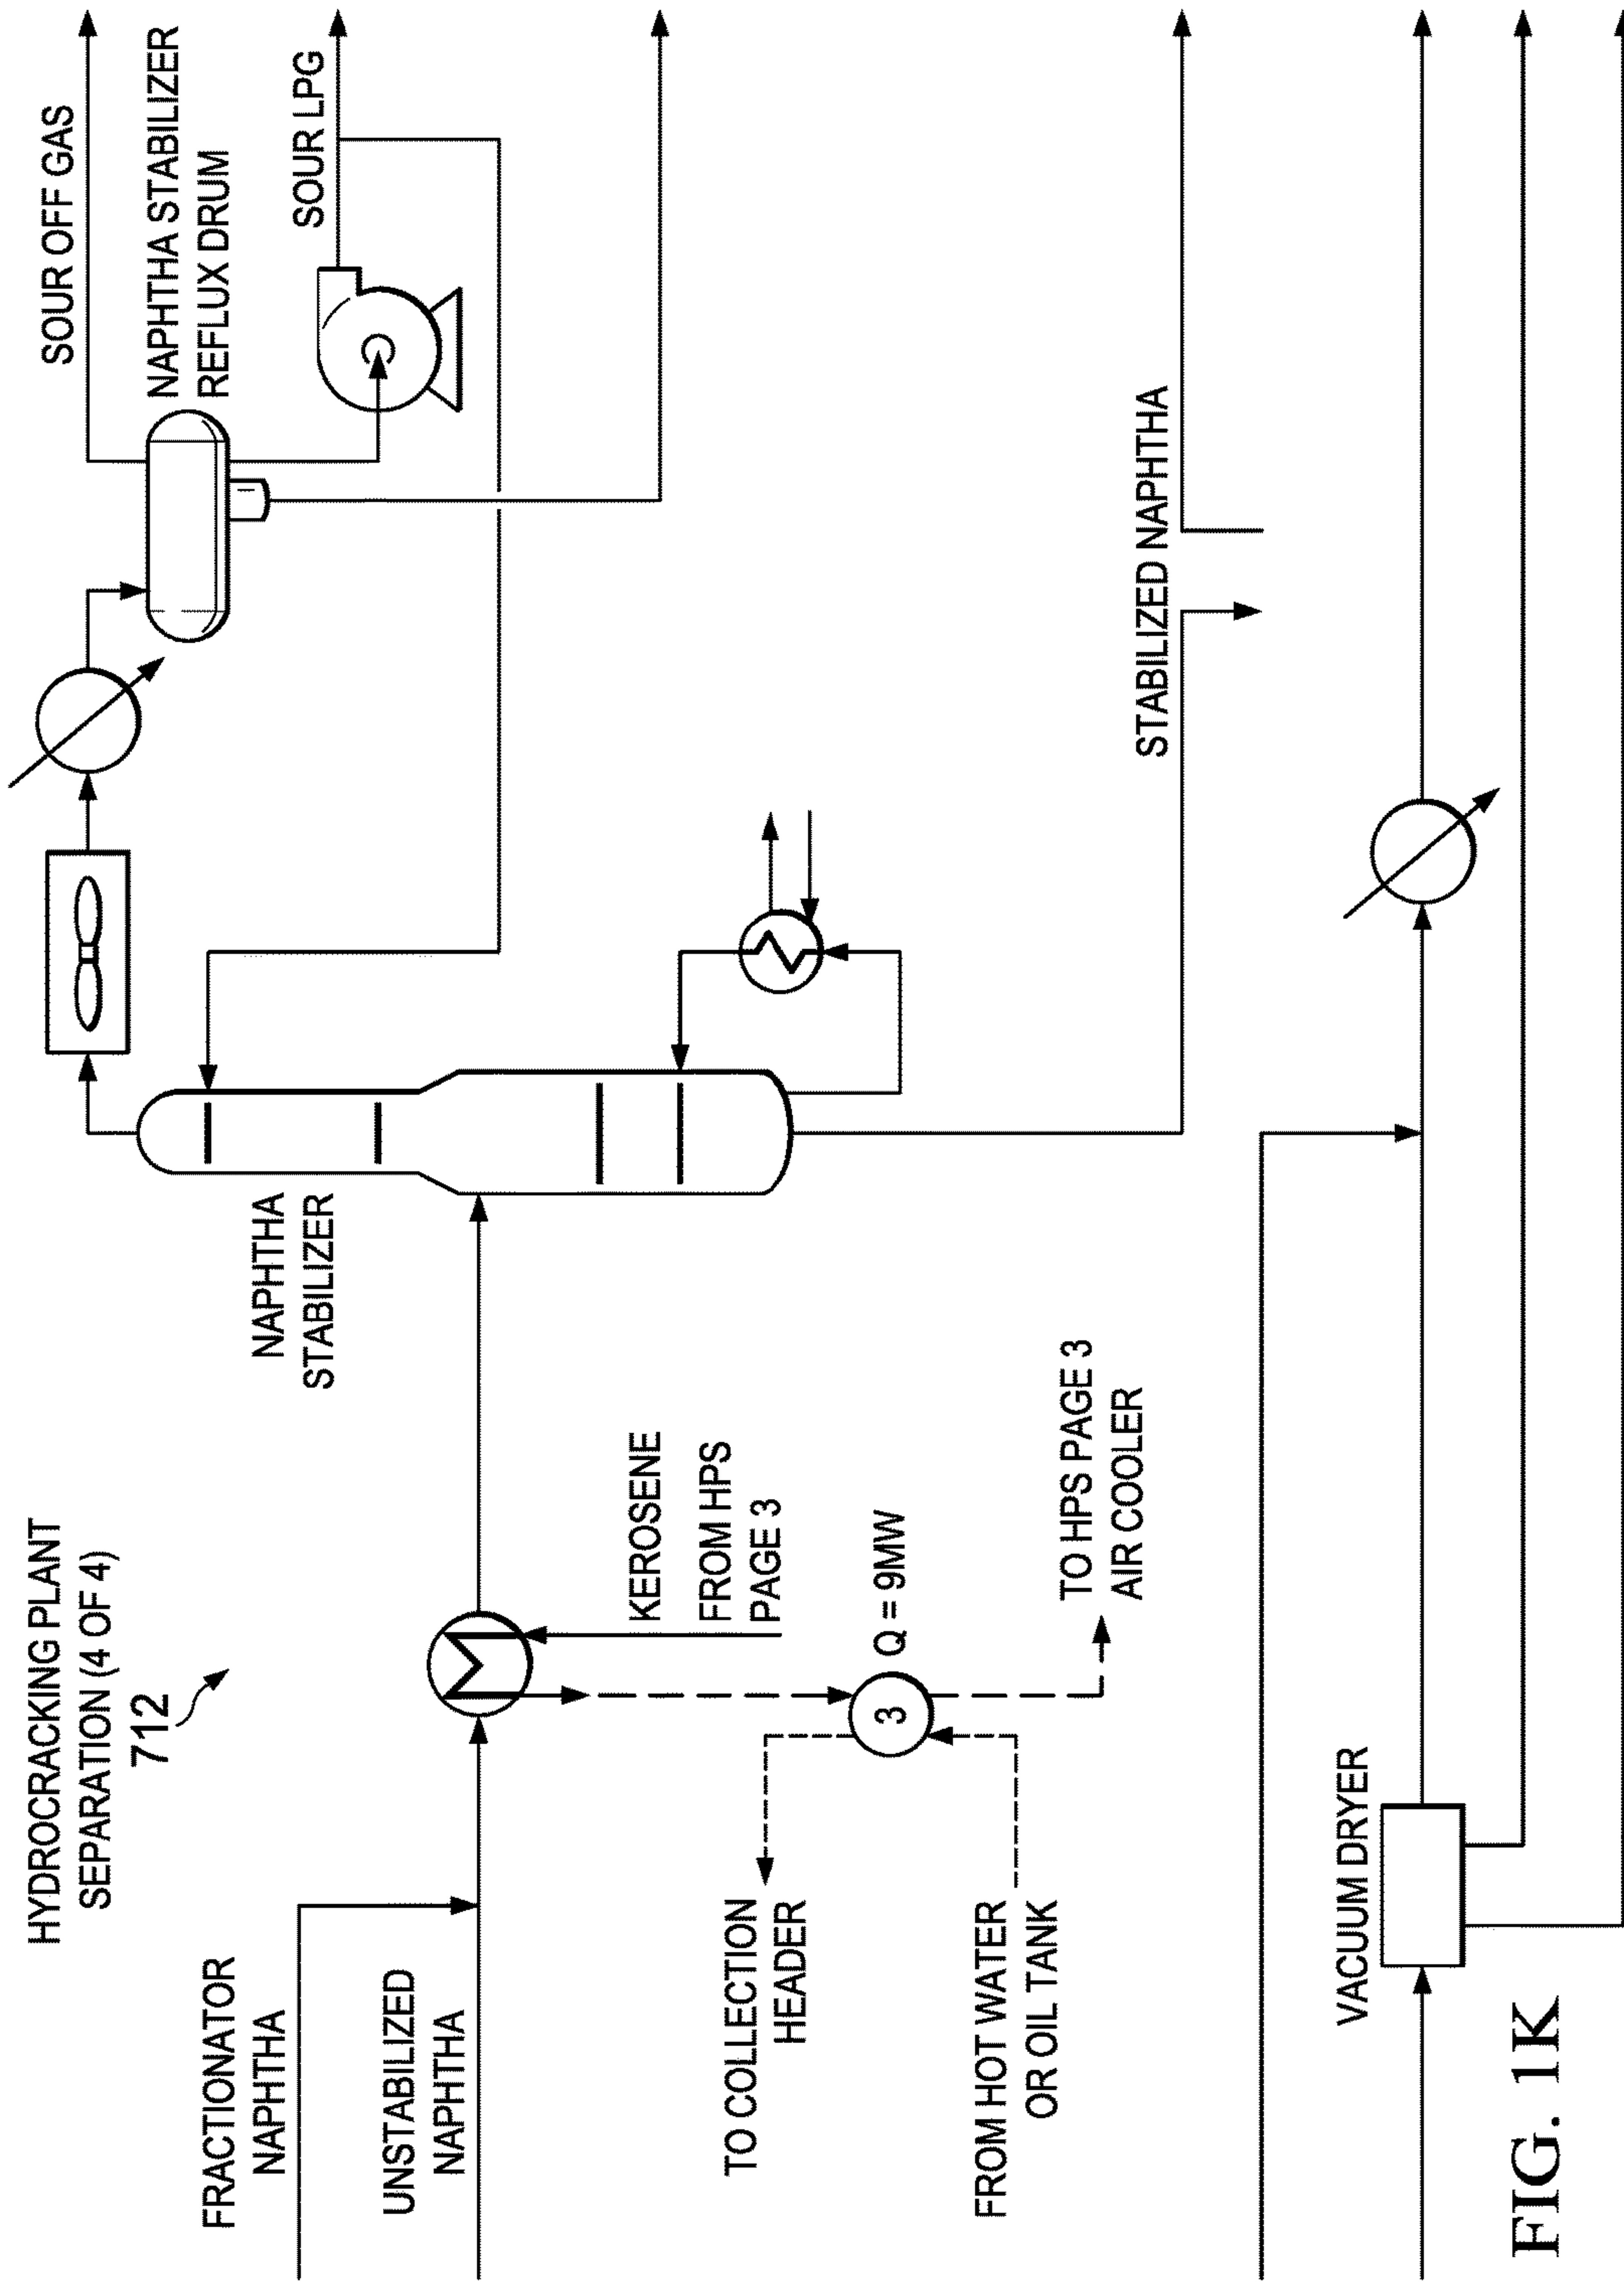 HYDROCRACKING PLANT
SEPARATION (4 OF 4)
712
FRACTIONATOR
NAPHTHA
UNSTABILIZED
NAPHTHA
NAPHTHA
STABILIZER
SOUR OFF GAS
NAPHTHA STABILIZER
REFLUX DRUM
SOUR LPG
KEROSENE
FROM HPS
PAGE 3
3
Q = 9MW
TO COLLECTION
HEADER
FROM HOT WATER
OR OIL TANK
TO HPS PAGE 3
AIR COOLER
STABILIZED NAPHTHA
VACUUM DRYER
FIG. 1K